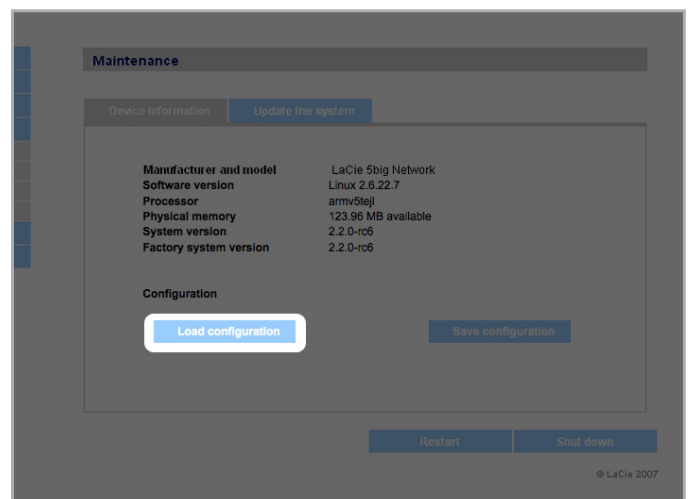 Maintenance
Device Information Update the system
Manufacturer and model LaCie 5big Network
Software version Linux 2.6.22.7
Processor armv5tejl
Physical memory 123.96 MB available
System version 2.2.0-rc6
Factory system version 2.2.0-rc6
Configuration
Load configuration Save configuration
Restart Shut down
© LaCie 2007